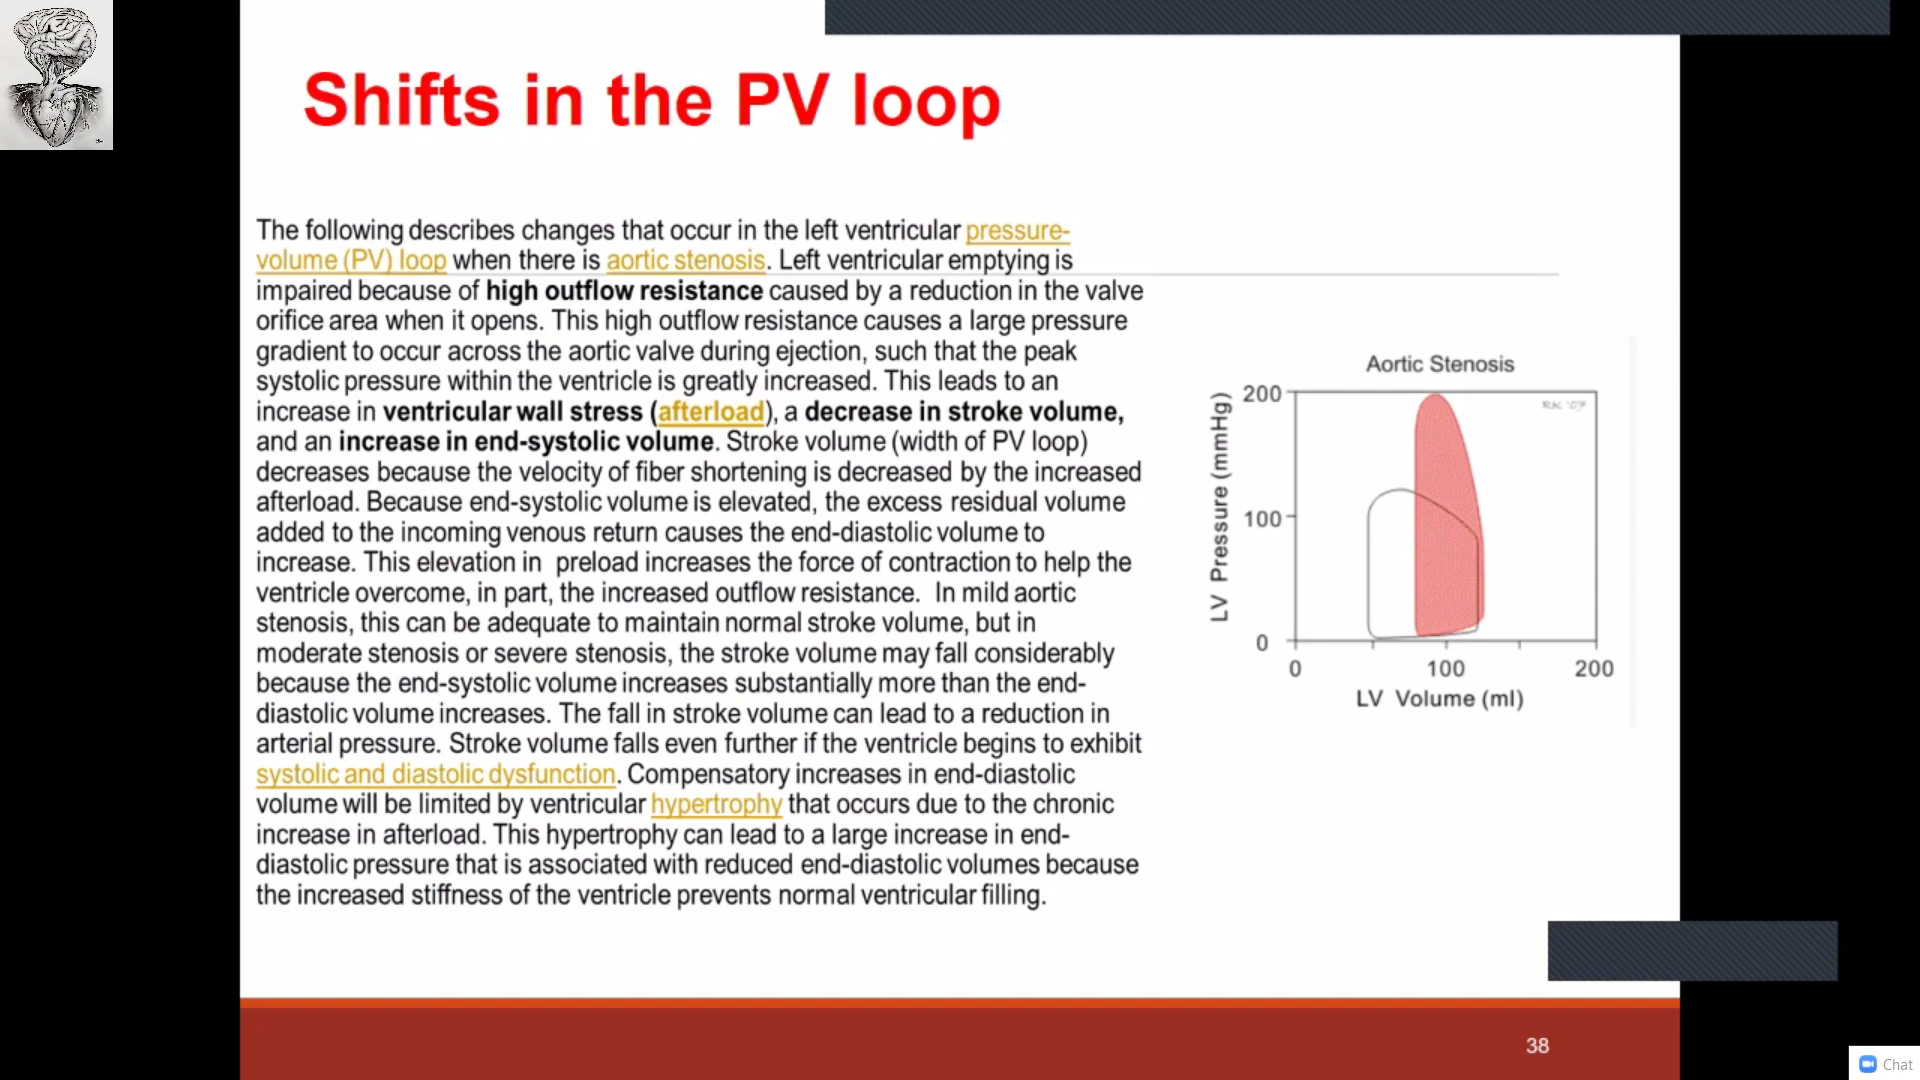 Shifts in the PV loop
The following describes changes that occur in the left ventricular pressure-
volume (PV) loop when there is aortic stenosis. Left ventricular emptying is
impaired because of high outflow resistance caused by a reduction in the valve
orifice area when it opens. This high outflow resistance causes a large pressure
gradient to occur across the aortic valve during ejection, such that the peak
systolic pressure within the ventricle is greatly increased. This leads to an
increase in ventricular wall stress (afterload), a decrease in stroke volume,
and an increase in end-systolic volume. Stroke volume (width of PV loop)
decreases because the velocity of fiber shortening is decreased by the increased
afterload. Because end-systolic volume is elevated, the excess residual volume
added to the incoming venous return causes the end-diastolic volume to
increase. This elevation in  preload increases the force of contraction to help the
ventricle overcome, in part, the increased outflow resistance.  In mild aortic
stenosis, this can be adequate to maintain normal stroke volume, but in
moderate stenosis or severe stenosis, the stroke volume may fall considerably
because the end-systolic volume increases substantially more than the end-
diastolic volume increases. The fall in stroke volume can lead to a reduction in
arterial pressure. Stroke volume falls even further if the ventricle begins to exhibit
systolic and diastolic dysfunction. Compensatory increases in end-diastolic
volume will be limited by ventricular hypertrophy that occurs due to the chronic
increase in afterload. This hypertrophy can lead to a large increase in end-
diastolic pressure that is associated with reduced end-diastolic volumes because
the increased stiffness of the ventricle prevents normal ventricular filling.
Aortic Stenosis
RK '07
LV Pressure (mmHg)
200
100
0
0 100 200
LV Volume (ml)
38
Chat